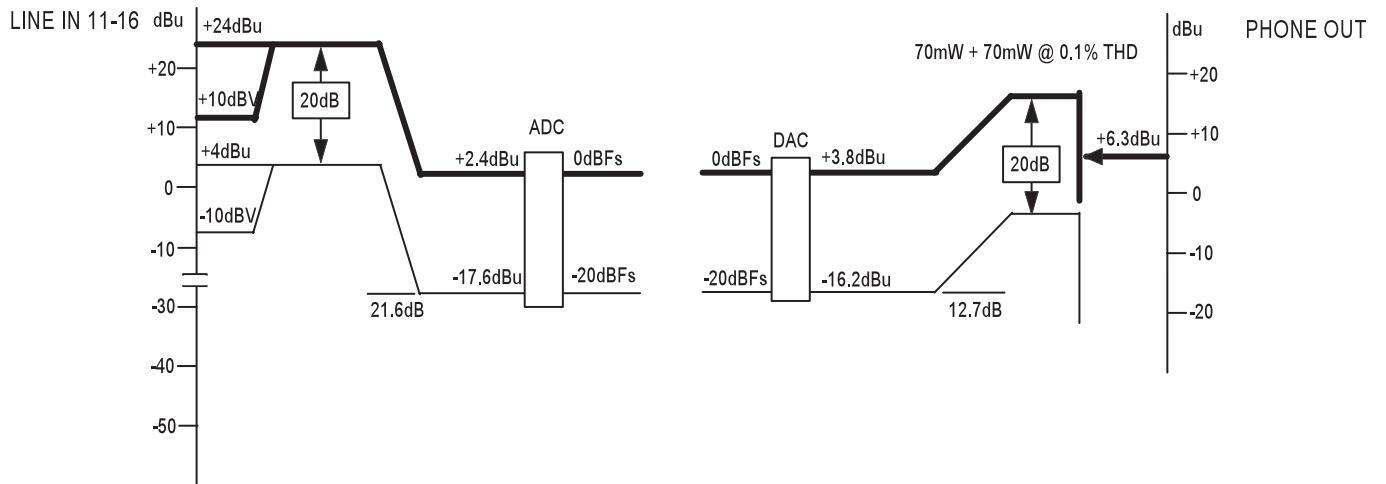 LINE IN 11-16
dBu
+24dBu
+20
+10dBV
+10
+4dBu
0
-10dBV
-10
-30
-40
-50
20dB
21.6dB
+2.4dBu
-17.6dBu
ADC
0dBFs
-20dBFs
0dBFs
-20dBFs
DAC
+3.8dBu
-16.2dBu
12.7dB
20dB
70mW + 70mW @ 0.1% THD
+6.3dBu
dBu
PHONE OUT
+20
+10
0
-10
-20